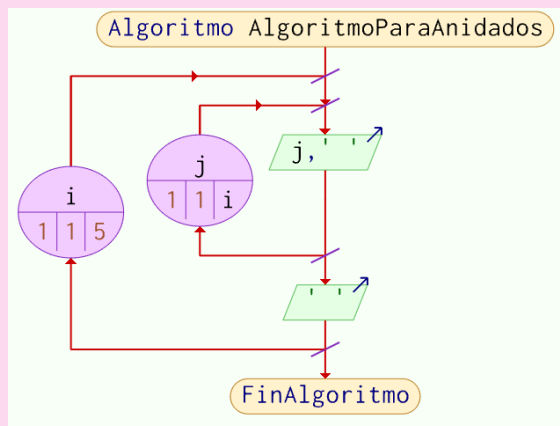 Algoritmo AlgoritmoParaAnidados
j,' '
j
1 1 i
i
1 1 5
' '
FinAlgoritmo